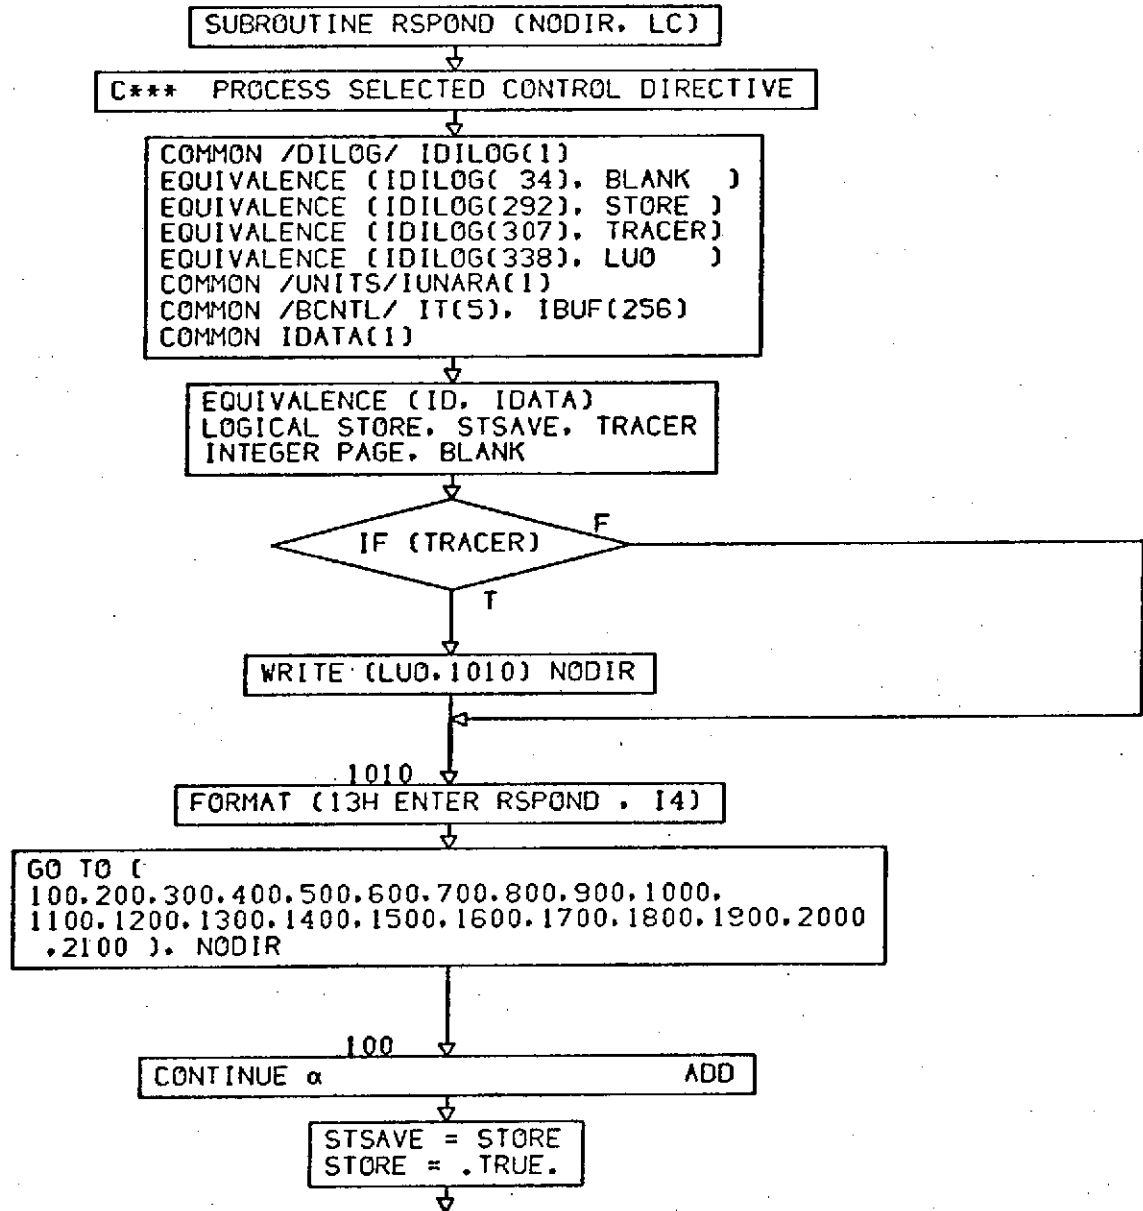 SUBROUTINE RSPOND (NODIR, LC)
C*** PROCESS SELECTED CONTROL DIRECTIVE
COMMON /DILOG/ IDILOG(1)
EQUIVALENCE (IDILOG( 34), BLANK )
EQUIVALENCE (IDILOG(292), STORE )
EQUIVALENCE (IDILOG(307), TRACER)
EQUIVALENCE (IDILOG(338), LUO )
COMMON /UNITS/IUNARA(1)
COMMON /BCNTL/ IT(5), IBUF(256)
COMMON IDATA(1)
EQUIVALENCE (ID, IDATA)
LOGICAL STORE, STSAVE, TRACER
INTEGER PAGE, BLANK
IF (TRACER)
F
T
WRITE (LUO,1010) NODIR
1010
FORMAT (13H ENTER RSPOND , I4)
GO TO (
100,200,300,400,500,600,700,800,900,1000,
1100,1200,1300,1400,1500,1600,1700,1800,1900,2000
,2100 ), NODIR
100
CONTINUE α ADD
STSAVE = STORE
STORE = .TRUE.